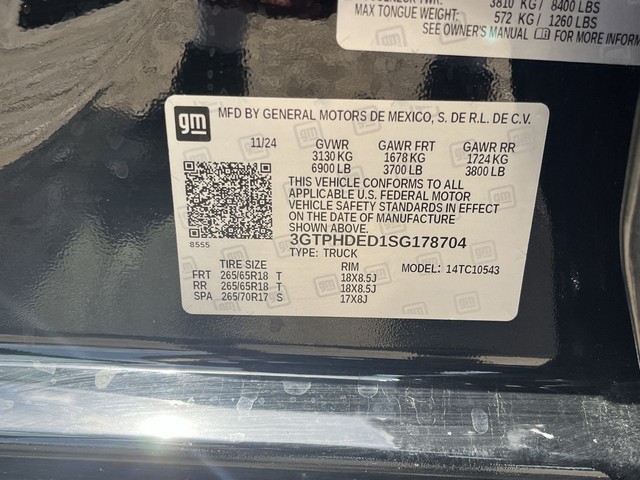 3810 KG / 8400 LBS
MAX TONGUE WEIGHT: 572 KG / 1260 LBS
SEE OWNER'S MANUAL FOR MORE
gm
MFD BY GENERAL MOTORS DE MEXICO, S. DE R.L. DE C.V.
11/24 GVWR GAWR FRT GAWR RR
3130 KG 1678 KG 1724 KG
6900 LB 3700 LB 3800 LB
THIS VEHICLE CONFORMS TO ALL
APPLICABLE U.S. FEDERAL MOTOR
VEHICLE SAFETY STANDARDS IN EFFECT
ON THE DATE OF MANUFACTURE
SHOWN ABOVE.
8555
3GTPHDED1SG178704
TYPE: TRUCK
TIRE SIZE RIM MODEL: 14TC10543
FRT 265/65R18 T 18X8.5J
RR 265/65R18 T 18X8.5J
SPA 265/70R17 S 17X8J